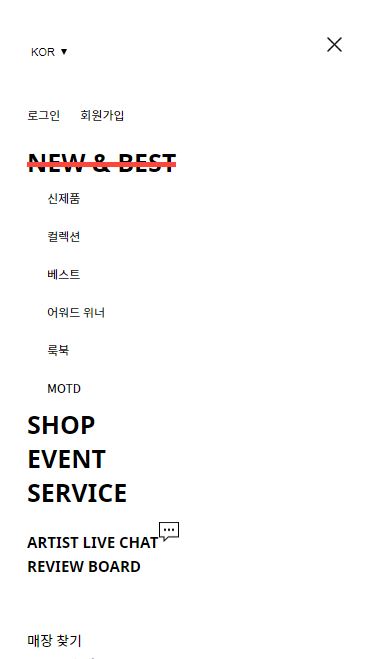 KOR ▼
로그인 회원가입
NEW & BEST
신제품
컬렉션
베스트
어워드 위너
룩북
MOTD
SHOP
EVENT
SERVICE
ARTIST LIVE CHAT
REVIEW BOARD
매장 찾기